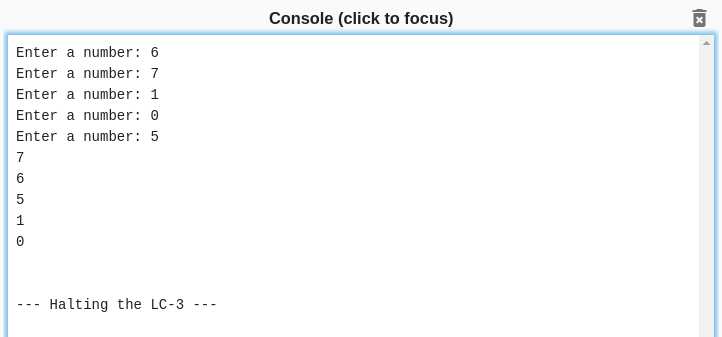 Console (click to focus)
Enter a number: 6
Enter a number: 7
Enter a number: 1
Enter a number: 0
Enter a number: 5
7
6
5
1
0
--- Halting the LC-3 ---